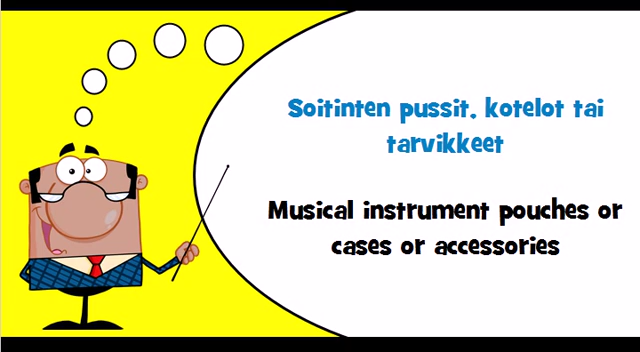 Soitinten pussit, kotelot tai
tarvikkeet
Musical instrument pouches or
cases or accessories